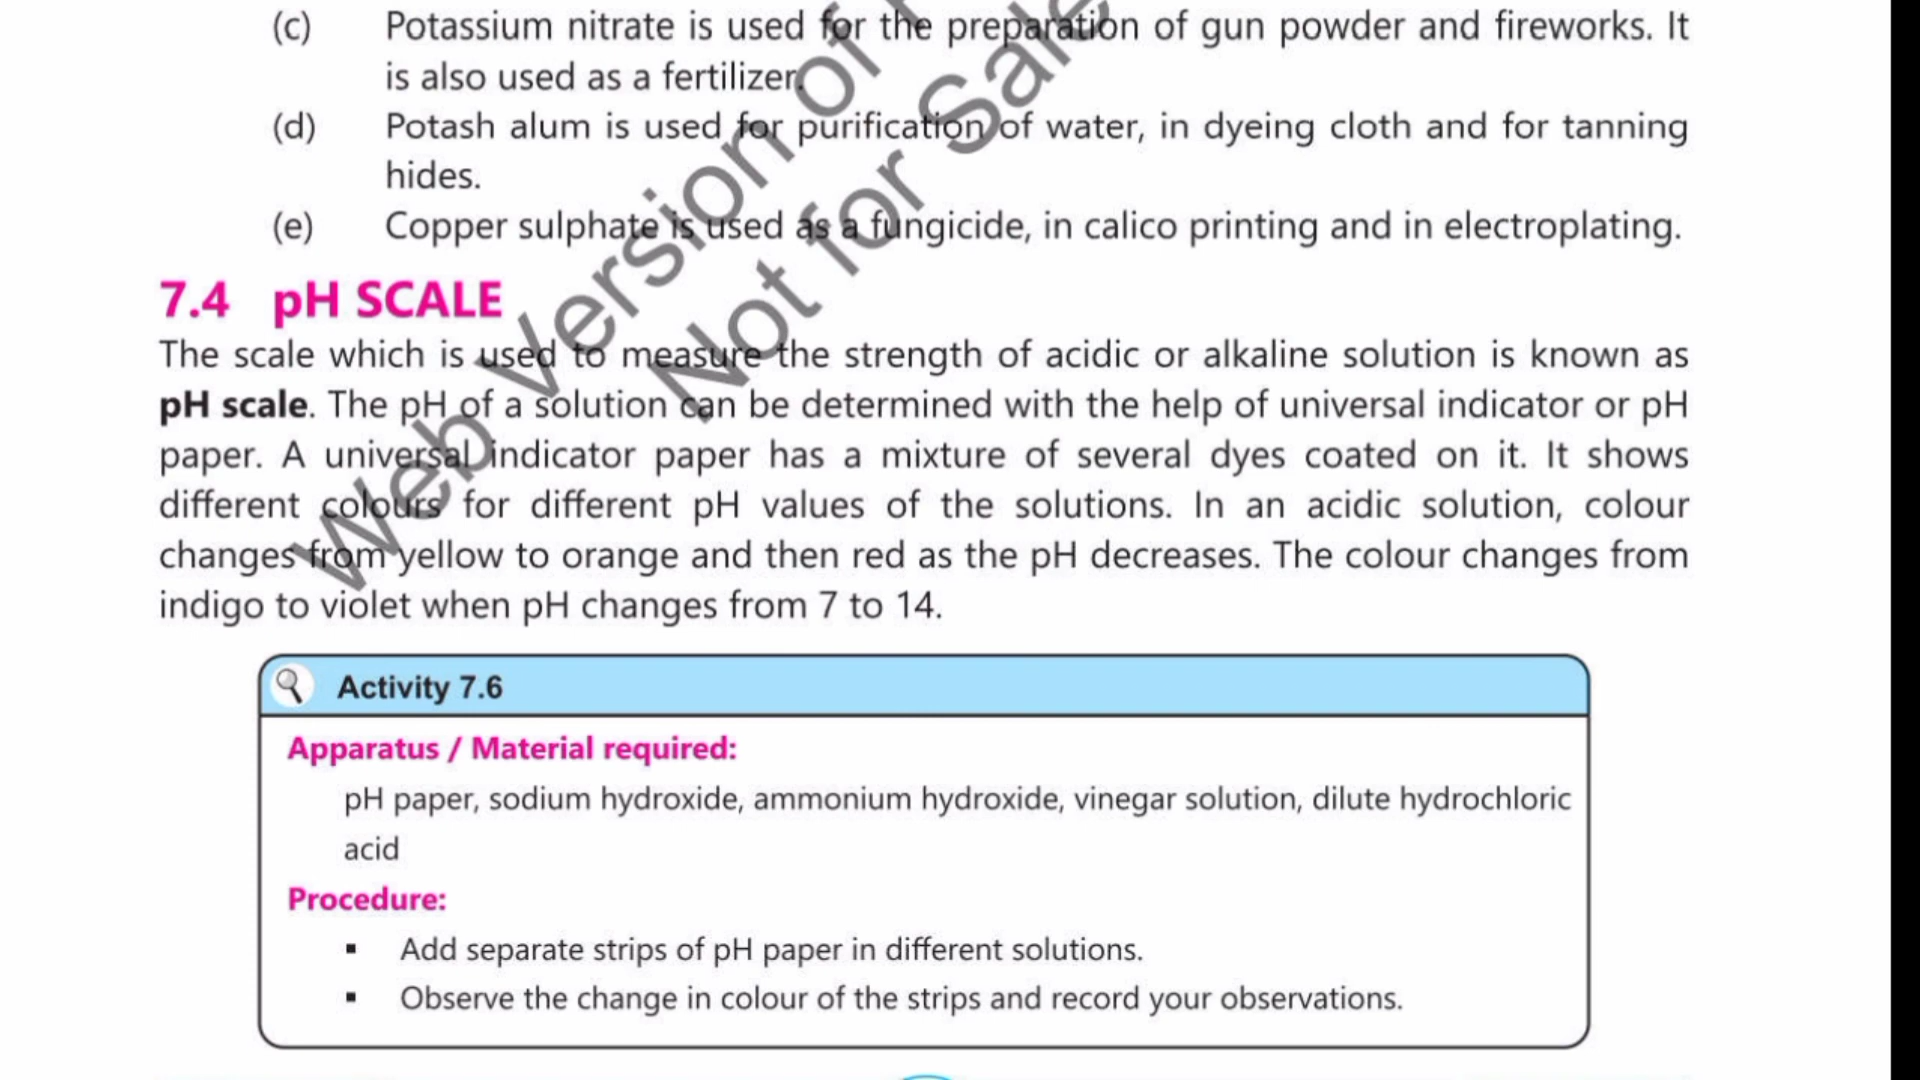 (c) Potassium nitrate is used for the preparation of gun powder and fireworks. It
is also used as a fertilizer.
(d) Potash alum is used for purification of water, in dyeing cloth and for tanning
hides.
(e) Copper sulphate is used as a fungicide, in calico printing and in electroplating.
7.4 pH SCALE
The scale which is used to measure the strength of acidic or alkaline solution is known as
pH scale. The pH of a solution can be determined with the help of universal indicator or pH
paper. A universal indicator paper has a mixture of several dyes coated on it. It shows
different colours for different pH values of the solutions. In an acidic solution, colour
changes from yellow to orange and then red as the pH decreases. The colour changes from
indigo to violet when pH changes from 7 to 14.
Activity 7.6
Apparatus / Material required:
pH paper, sodium hydroxide, ammonium hydroxide, vinegar solution, dilute hydrochloric
acid
Procedure:
▪ Add separate strips of pH paper in different solutions.
▪ Observe the change in colour of the strips and record your observations.
Web Version of
Not for Sale